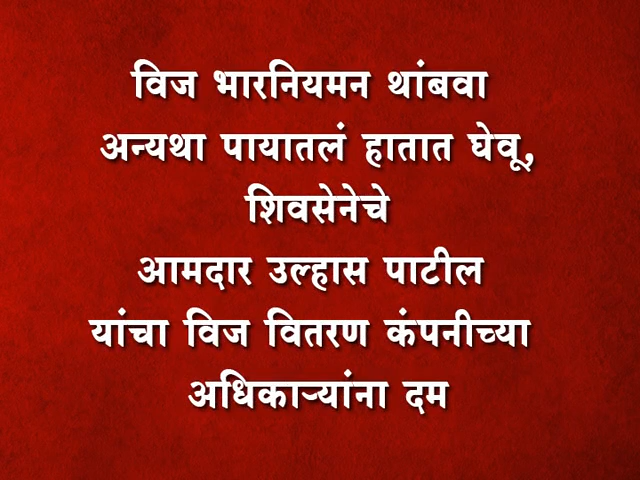 विज भारनियमन थांबवा
अन्यथा पायातलं हातात घेवू,
शिवसेनेचे
आमदार उल्हास पाटील
यांचा विज वितरण कंपनीच्या
अधिकाऱ्यांना दम